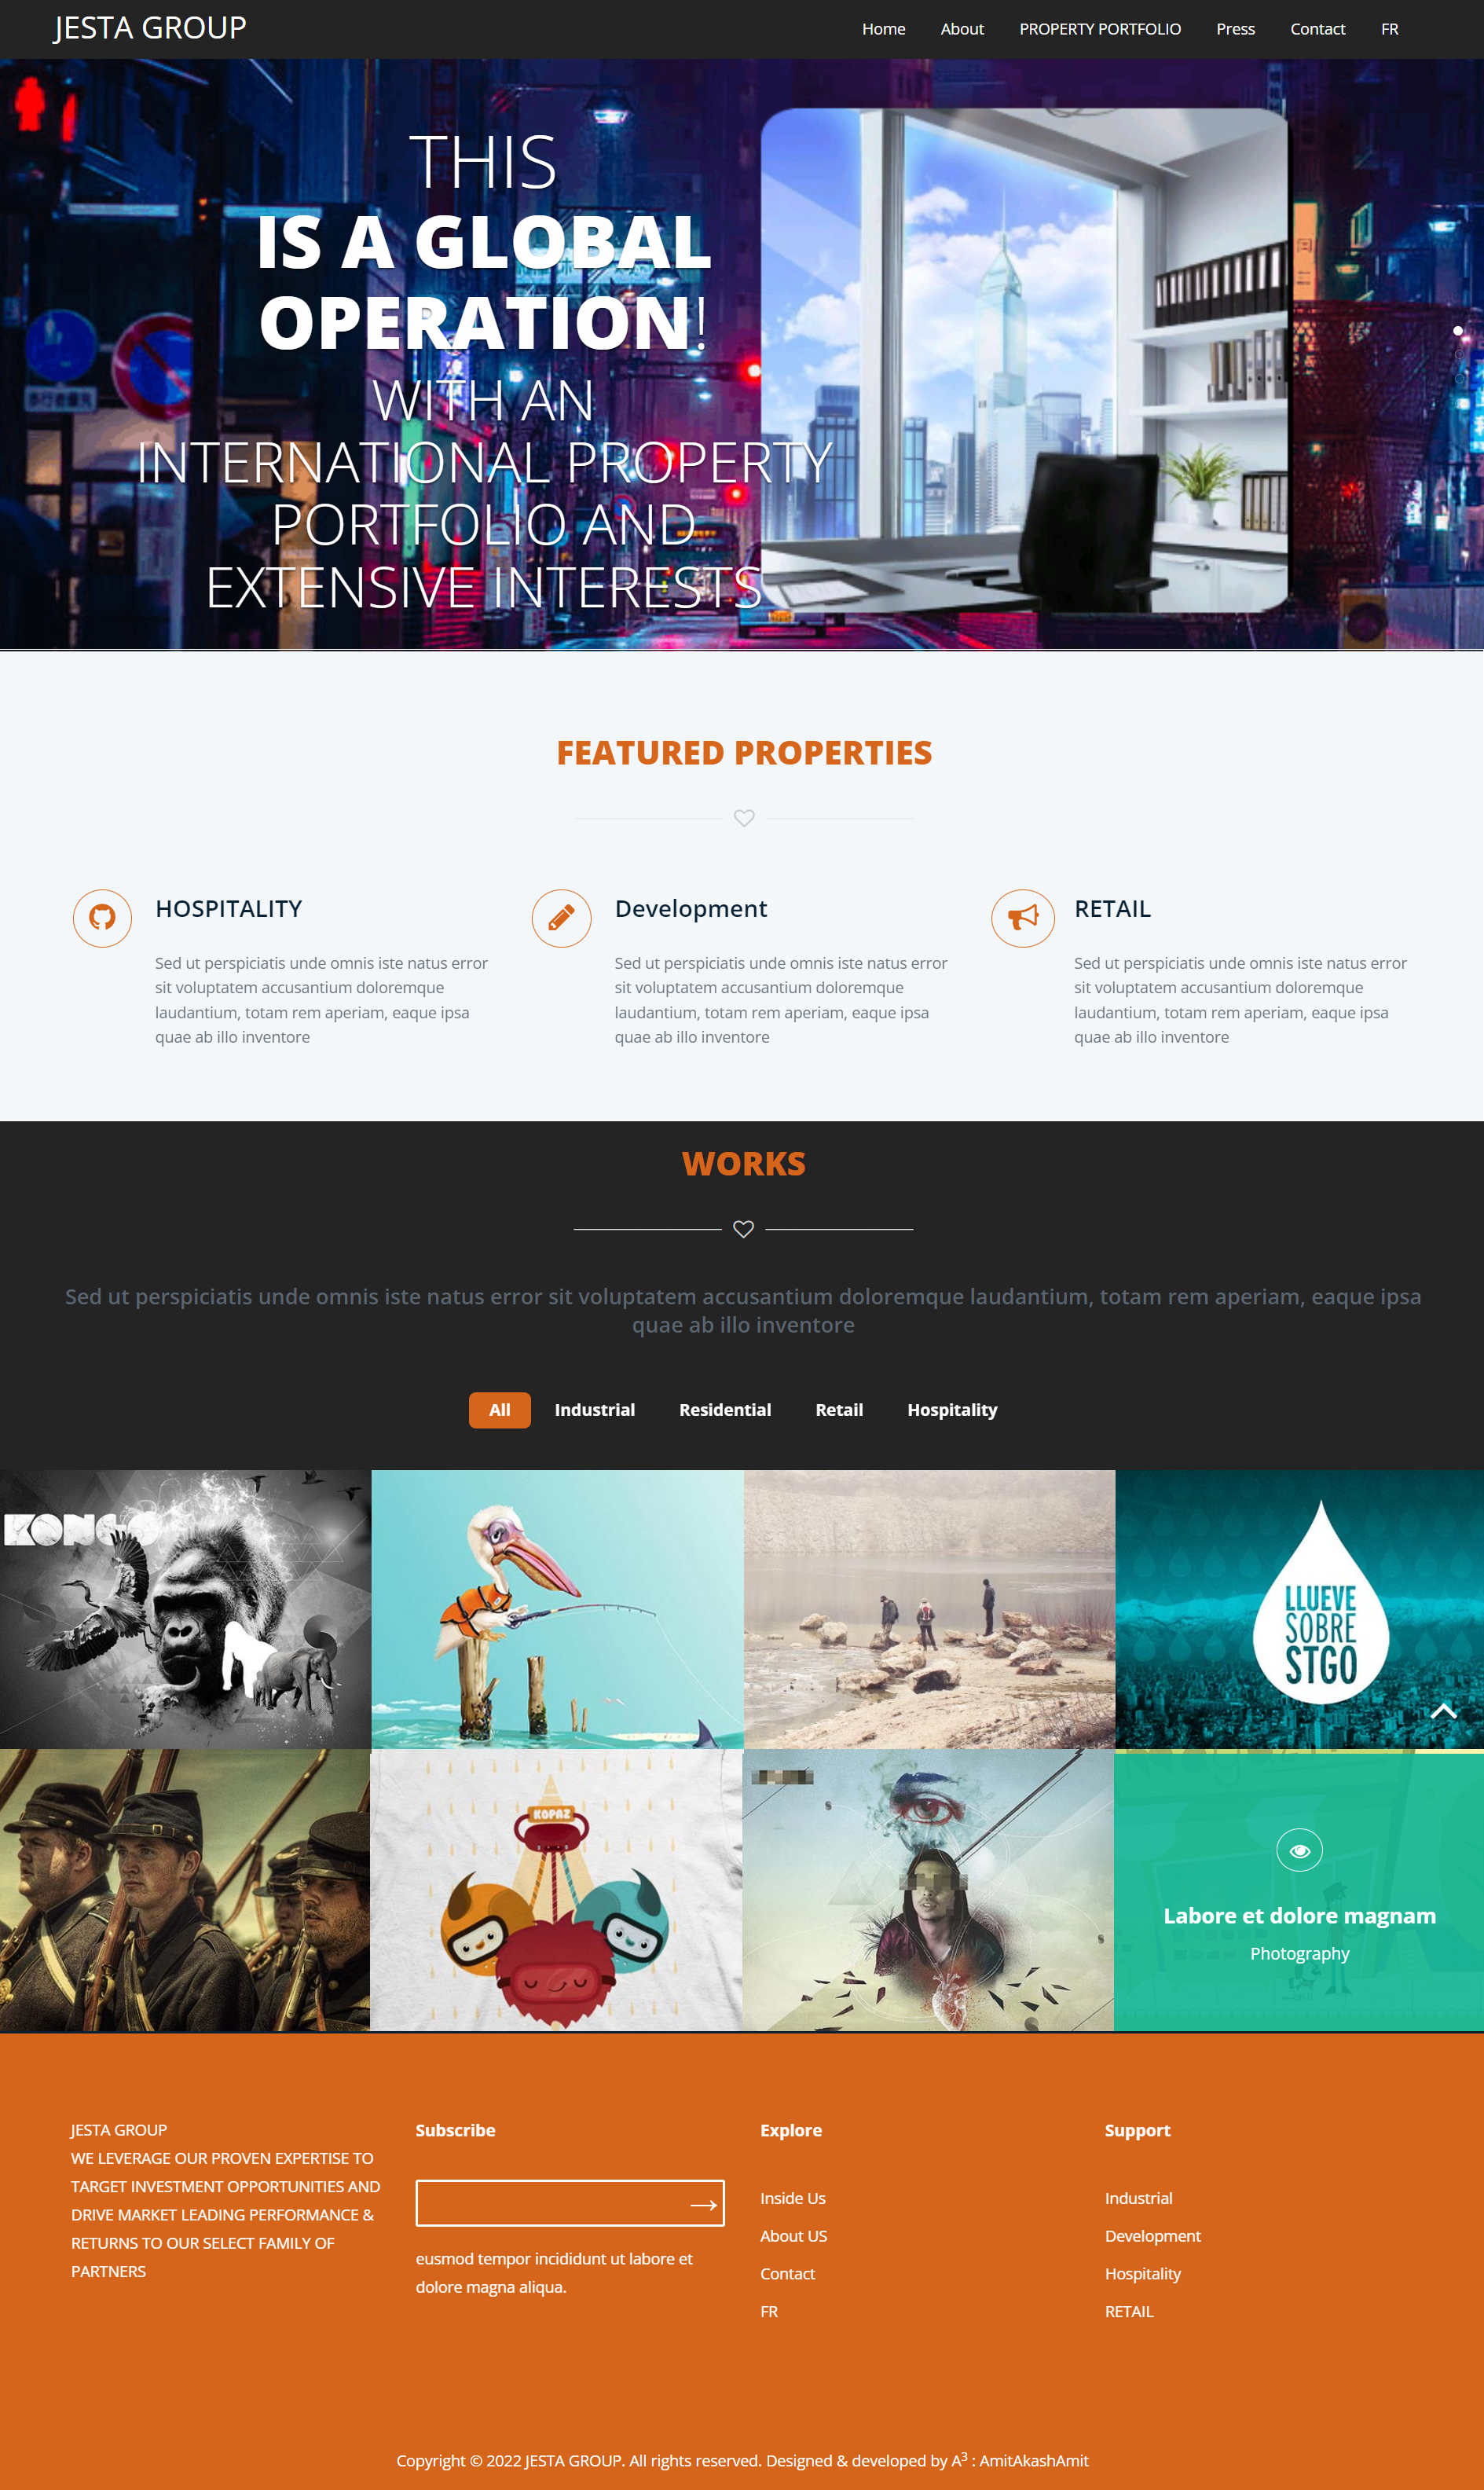 JESTA GROUP
Home About PROPERTY PORTFOLIO Press Contact FR
THIS
IS A GLOBAL
OPERATION!
WITH AN
INTERNATIONAL PROPERTY
PORTFOLIO AND
EXTENSIVE INTERESTS
FEATURED PROPERTIES
HOSPITALITY
Sed ut perspiciatis unde omnis iste natus error
sit voluptatem accusantium doloremque
laudantium, totam rem aperiam, eaque ipsa
quae ab illo inventore
Development
Sed ut perspiciatis unde omnis iste natus error
sit voluptatem accusantium doloremque
laudantium, totam rem aperiam, eaque ipsa
quae ab illo inventore
RETAIL
Sed ut perspiciatis unde omnis iste natus error
sit voluptatem accusantium doloremque
laudantium, totam rem aperiam, eaque ipsa
quae ab illo inventore
WORKS
Sed ut perspiciatis unde omnis iste natus error sit voluptatem accusantium doloremque laudantium, totam rem aperiam, eaque ipsa
quae ab illo inventore
All Industrial Residential Retail Hospitality
KONGO
LLUEVE
SOBRE
STGO
KOPAZ
Labore et dolore magnam
Photography
JESTA GROUP
WE LEVERAGE OUR PROVEN EXPERTISE TO
TARGET INVESTMENT OPPORTUNITIES AND
DRIVE MARKET LEADING PERFORMANCE &
RETURNS TO OUR SELECT FAMILY OF
PARTNERS
Subscribe
→
eusmod tempor incididunt ut labore et
dolore magna aliqua.
Explore
Inside Us
About US
Contact
FR
Support
Industrial
Development
Hospitality
RETAIL
Copyright © 2022 JESTA GROUP. All rights reserved. Designed & developed by A³ : AmitAkashAmit